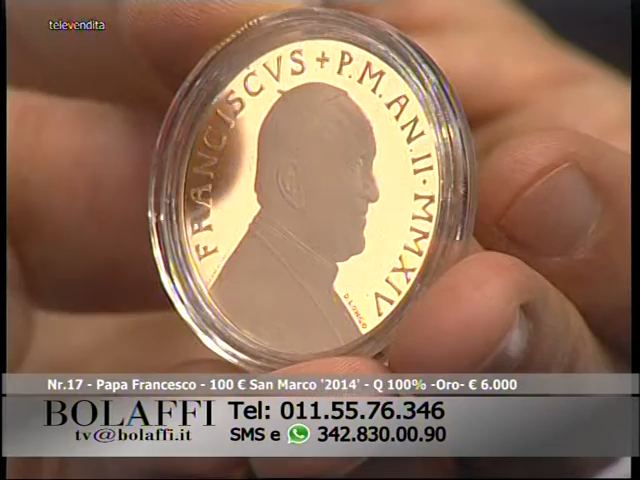 televendita
FRANCISCVS + P.M. AN. II · MMXIV
D. LONGO
Nr.17 - Papa Francesco - 100 € San Marco '2014' - Q 100% -Oro- € 6.000
BOLAFFI
tv@bolaffi.it
Tel: 011.55.76.346
SMS e 342.830.00.90